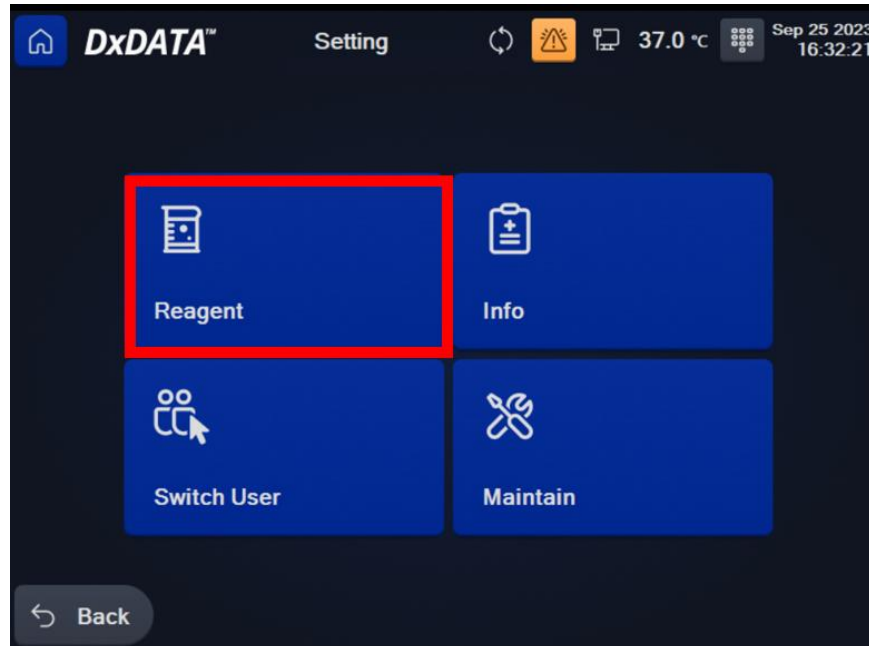 DxDATA™ Setting 37.0 °C Sep 25 2023
16:32:21
Reagent Info
Switch User Maintain
Back